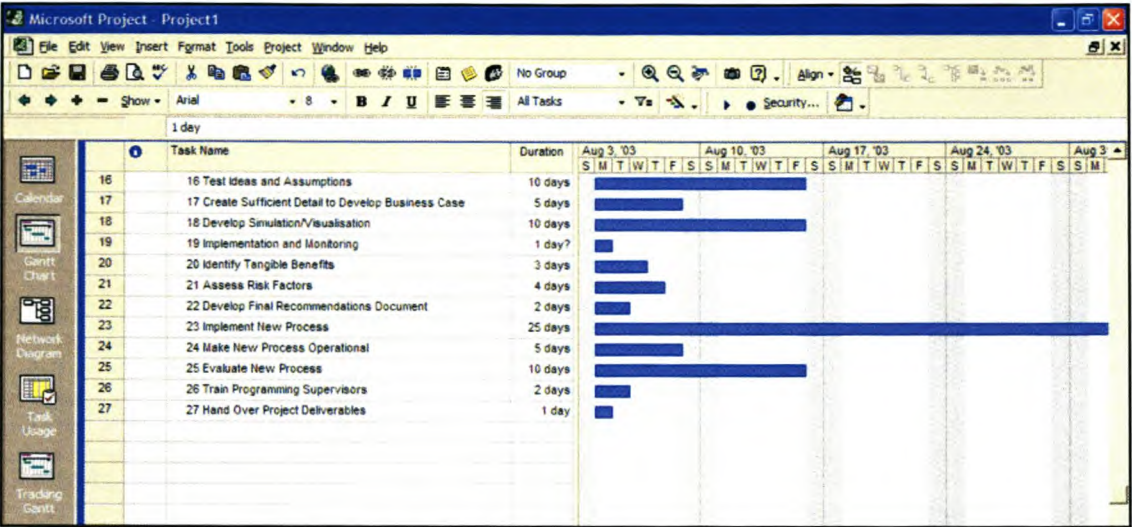 Microsoft Project - Project1
File Edit View Insert Format Tools Project Window Help
No Group Align
Show Arial 8 B I U All Tasks Security...
1 day
Task Name Duration Aug 3, '03 Aug 10, '03 Aug 17, '03 Aug 24, '03 Aug 3
S M T W T F S S M T W T F S S M T W T F S S M T W T F S S M
16 16 Test Ideas and Assumptions 10 days
17 17 Create Sufficient Detail to Develop Business Case 5 days
18 18 Develop Simulation/Visualisation 10 days
19 19 Implementation and Monitoring 1 day?
20 20 Identify Tangible Benefits 3 days
21 21 Assess Risk Factors 4 days
22 22 Develop Final Recommendations Document 2 days
23 23 Implement New Process 25 days
24 24 Make New Process Operational 5 days
25 25 Evaluate New Process 10 days
26 26 Train Programming Supervisors 2 days
27 27 Hand Over Project Deliverables 1 day
Calendar
Gantt
Chart
Network
Diagram
Task
Usage
Tracking
Gantt